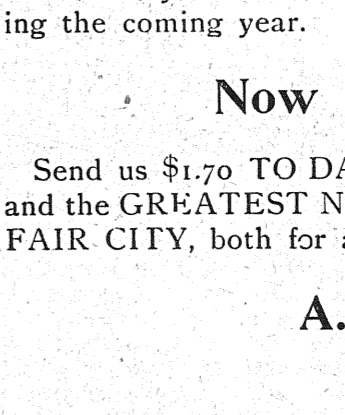 ing the coming year.
Now
Send us $1.70 TO DA
and the GREATEST N
FAIR CITY, both for a
A.